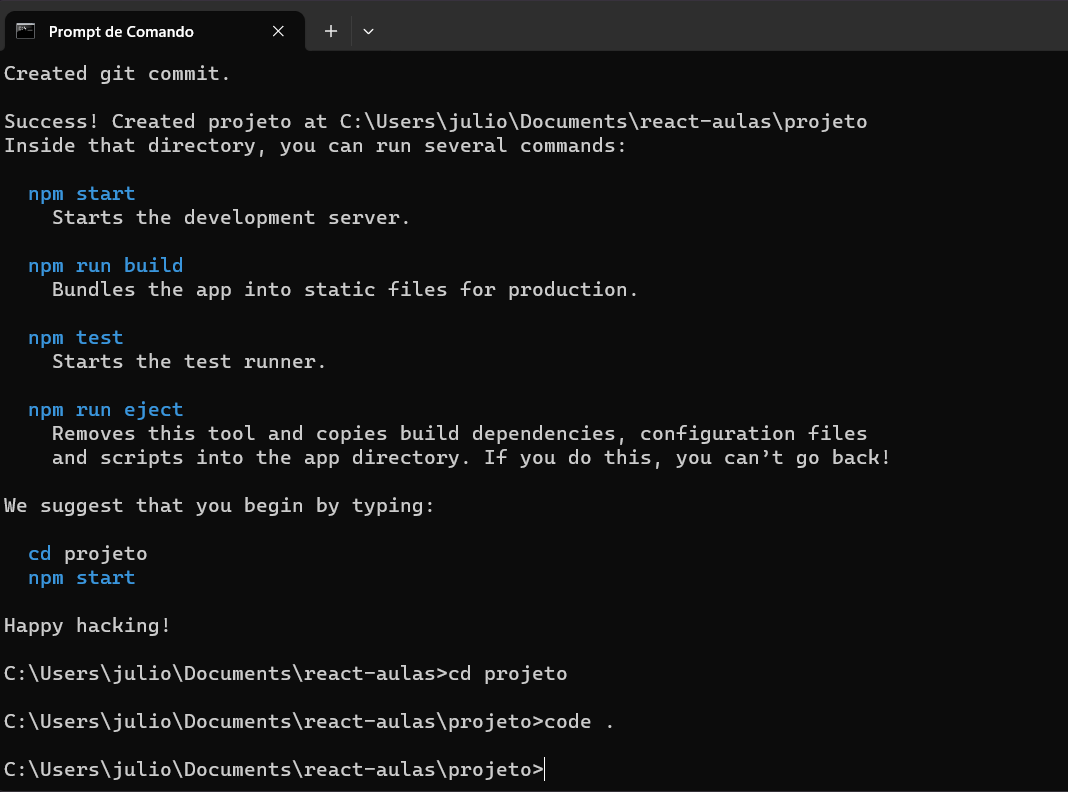 Prompt de Comando
Created git commit.
Success! Created projeto at C:\Users\julio\Documents\react-aulas\projeto
Inside that directory, you can run several commands:
npm start
Starts the development server.
npm run build
Bundles the app into static files for production.
npm test
Starts the test runner.
npm run eject
Removes this tool and copies build dependencies, configuration files
and scripts into the app directory. If you do this, you can’t go back!
We suggest that you begin by typing:
cd projeto
npm start
Happy hacking!
C:\Users\julio\Documents\react-aulas>cd projeto
C:\Users\julio\Documents\react-aulas\projeto>code .
C:\Users\julio\Documents\react-aulas\projeto>